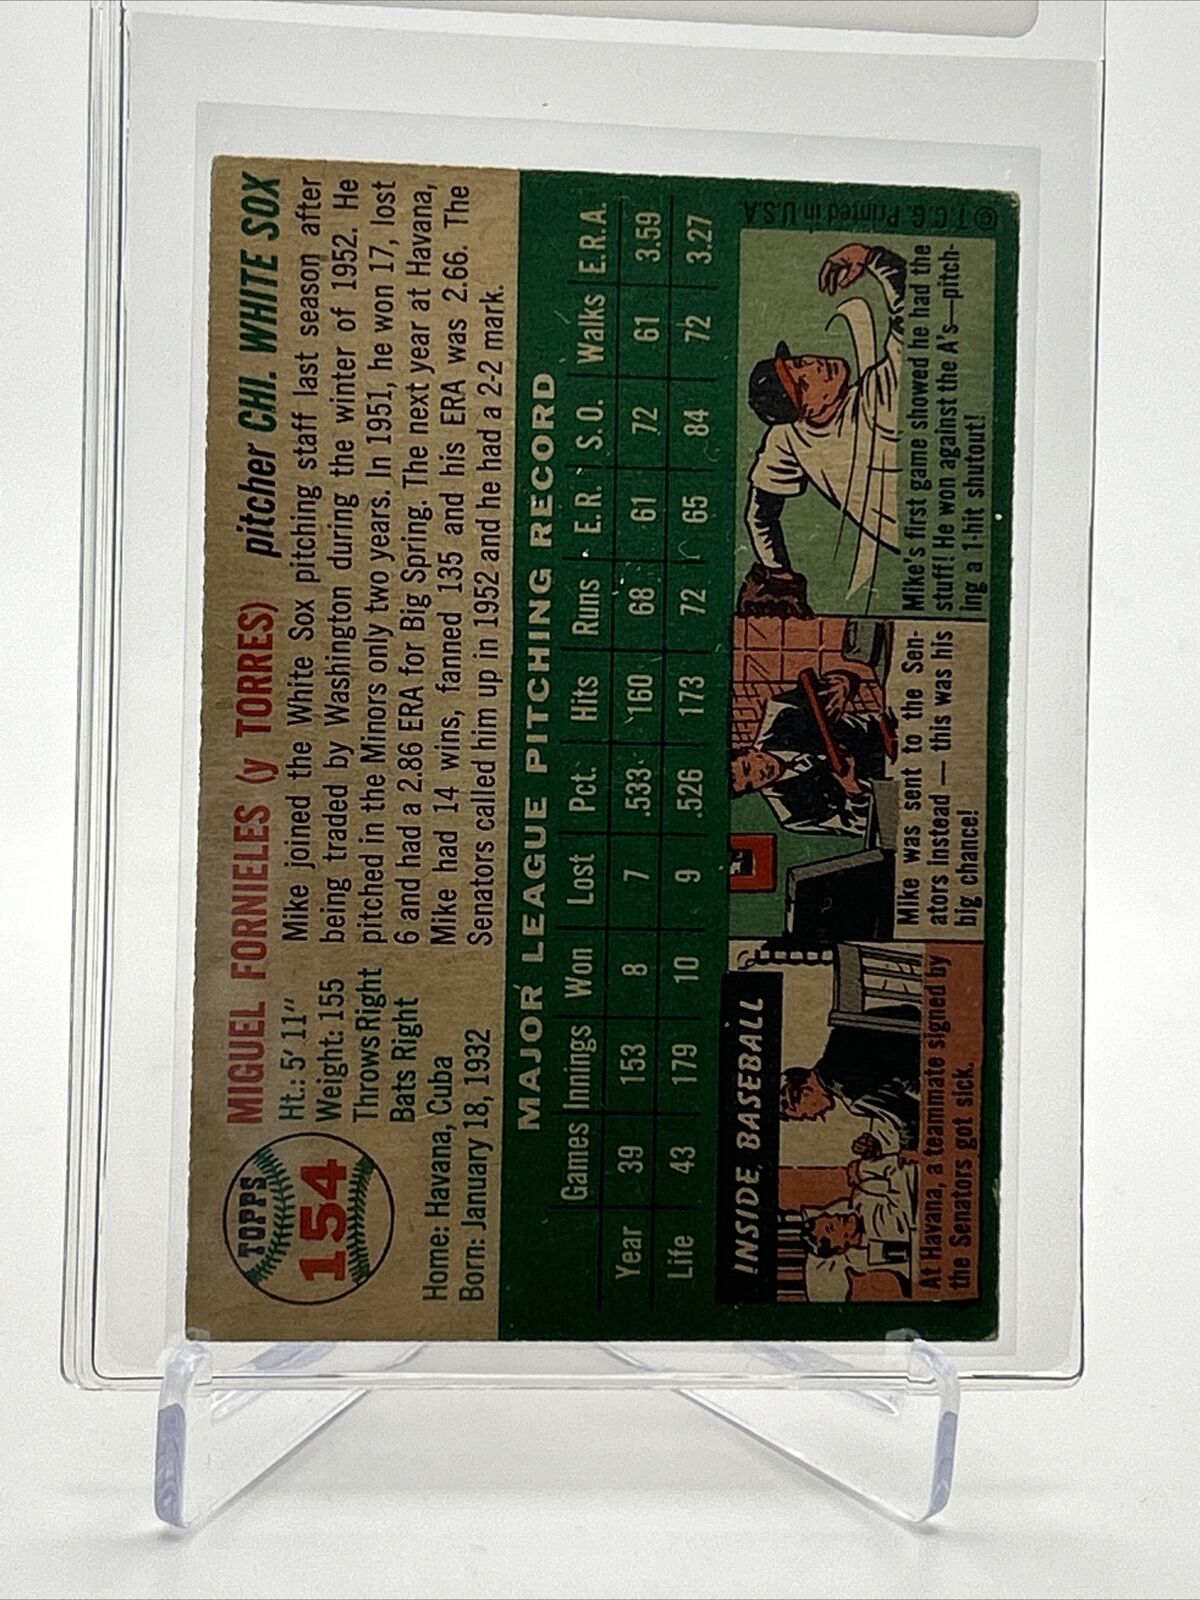 TOPPS
154
MIGUEL FORNIELES (y TORRES) pitcher CHI. WHITE SOX
Ht.: 5' 11"
Weight: 155
Throws Right
Bats Right
Home: Havana, Cuba
Born: January 18, 1932
Mike joined the White Sox pitching staff last season after
being traded by Washington during the winter of 1952. He
pitched in the Minors only two years. In 1951, he won 17, lost
6 and had a 2.86 ERA for Big Spring. The next year at Havana,
Mike had 14 wins, fanned 135 and his ERA was 2.66. The
Senators called him up in 1952 and he had a 2-2 mark.
MAJOR LEAGUE PITCHING RECORD
Games Innings Won Lost Pct. Hits Runs E.R. S.O. Walks E.R.A.
Year 39 153 8 7 .533 160 68 61 72 61 3.59
Life 43 179 10 9 .526 173 72 65 84 72 3.27
INSIDE BASEBALL
At Havana, a teammate signed by
the Senators got sick.
Mike was sent to the Sen-
ators instead — this was his
big chance!
Mike's first game showed he had the
stuff! He won against the A's—pitch-
ing a 1-hit shutout!
© T.C.G. Printed in U.S.A.